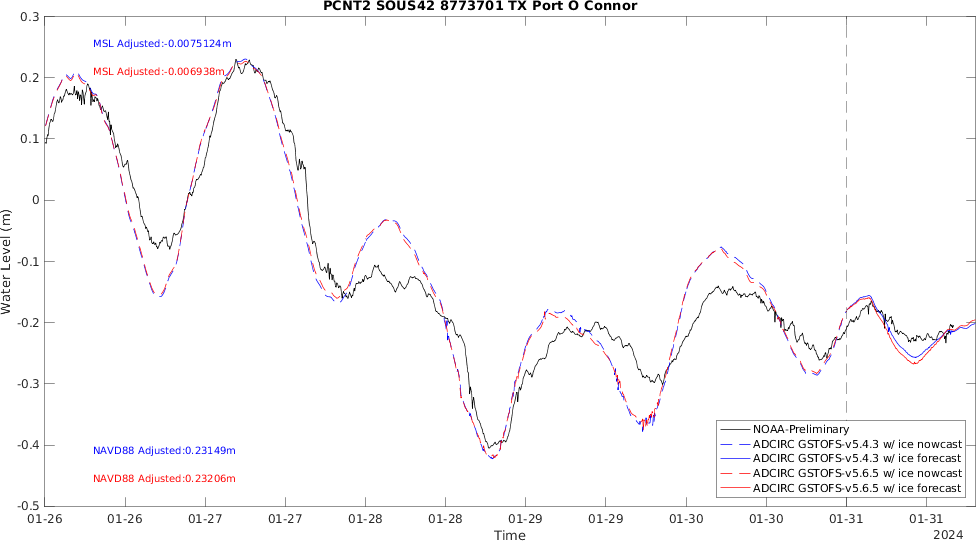 PCNT2 SOUS42 8773701 TX Port O Connor
0.3
0.2
0.1
0
-0.1
-0.2
-0.3
-0.4
-0.5
Water Level (m)
MSL Adjusted:-0.0075124m
MSL Adjusted:-0.006938m
NAVD88 Adjusted:0.23149m
NAVD88 Adjusted:0.23206m
NOAA-Preliminary
ADCIRC GSTOFS-v5.4.3 w/ ice nowcast
ADCIRC GSTOFS-v5.4.3 w/ ice forecast
ADCIRC GSTOFS-v5.6.5 w/ ice nowcast
ADCIRC GSTOFS-v5.6.5 w/ ice forecast
01-26 01-26 01-27 01-27 01-28 01-28 01-29 01-29 01-30 01-30 01-31 01-31
2024
Time